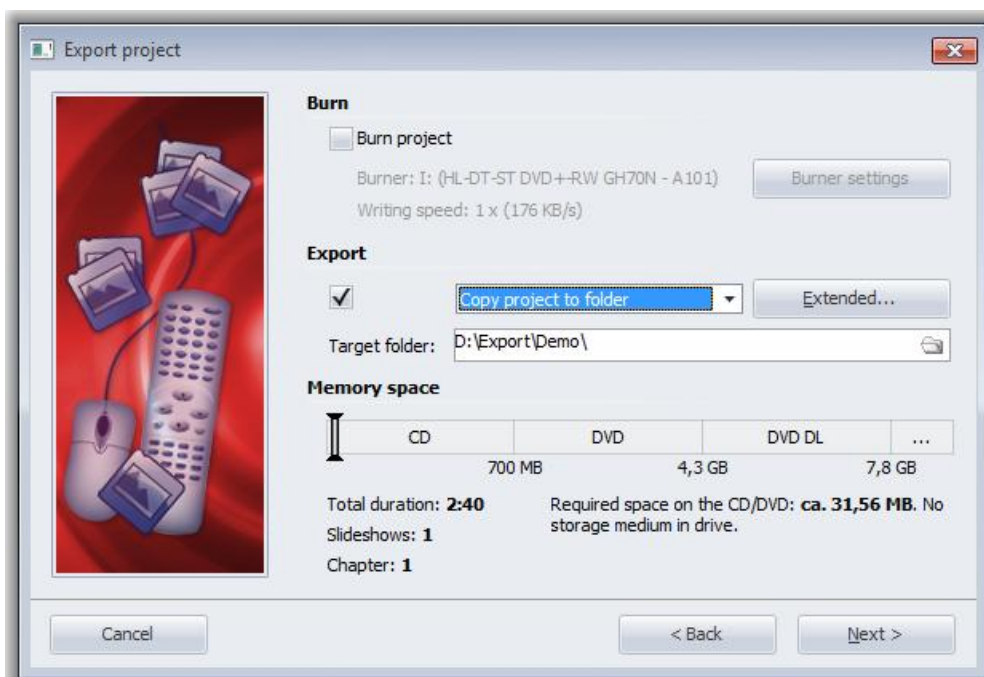 Export project
Burn
Burn project
Burner: I: (HL-DT-ST DVD+-RW GH70N - A101)
Burner settings
Writing speed: 1 x (176 KB/s)
Export
Copy project to folder
Extended...
Target folder:
D:\Export\Demo\
Memory space
CD
DVD
DVD DL
...
700 MB
4,3 GB
7,8 GB
Total duration: 2:40
Required space on the CD/DVD: ca. 31,56 MB. No
storage medium in drive.
Slideshows: 1
Chapter: 1
Cancel
< Back
Next >